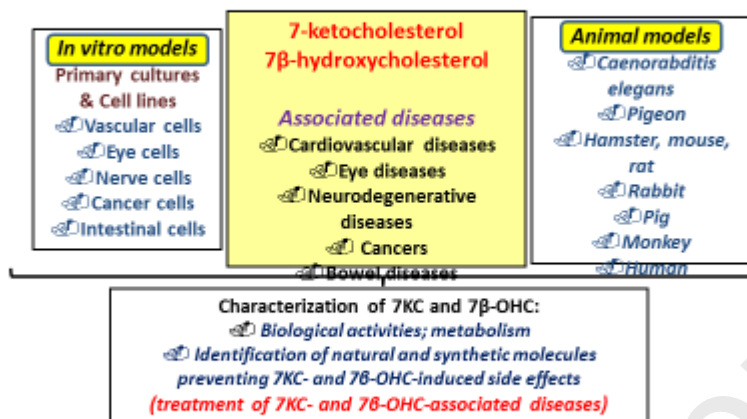 In vitro models
Primary cultures
& Cell lines
Vascular cells
Eye cells
Nerve cells
Cancer cells
Intestinal cells
7-ketocholesterol
7β-hydroxycholesterol
Associated diseases
Cardiovascular diseases
Eye diseases
Neurodegenerative
diseases
Cancers
Bowel diseases
Animal models
Caenorabditis
elegans
Pigeon
Hamster, mouse,
rat
Rabbit
Pig
Monkey
Human
Characterization of 7KC and 7β-OHC:
Biological activities; metabolism
Identification of natural and synthetic molecules
preventing 7KC- and 7β-OHC-induced side effects
(treatment of 7KC- and 7β-OHC-associated diseases)